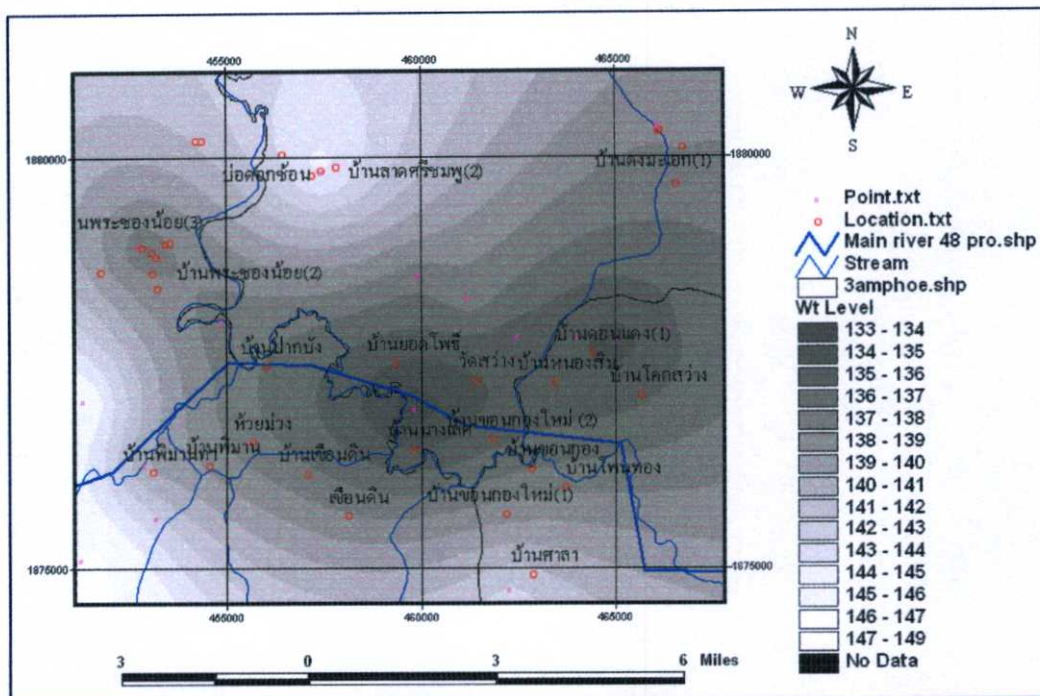 455000 460000 465000
N
W E
S
1880000
1880000
บ้านดงมะเอก(1)
บ้านลาดศรีชมพู(2)
นพระซองน้อย(3)
บ้านพระซองน้อย(2)
บ้านดอนแดง(1)
บ้านปากบัง
บ้านยอดโพธิ์
วัดสว่าง
บ้านหนองสิม
บ้านโคกสว่าง
ห้วยม่วง
บ้านขอนกองใหม่ (2)
บ้านนางเลิศ
บ้านพิมานท่า
บ้านพิมาน
บ้านเขื่อนดิน
บ้านขอนกอง
บ้านโพนทอง
เขื่อนดิน
บ้านขอนกองใหม่(1)
บ้านศาลา
1875000
1875000
455000 460000 465000
3 0 3 6 Miles
Point.txt
Location.txt
Main river 48 pro.shp
Stream
3amphoe.shp
Wt Level
133 - 134
134 - 135
135 - 136
136 - 137
137 - 138
138 - 139
139 - 140
140 - 141
141 - 142
142 - 143
143 - 144
144 - 145
145 - 146
146 - 147
147 - 149
No Data